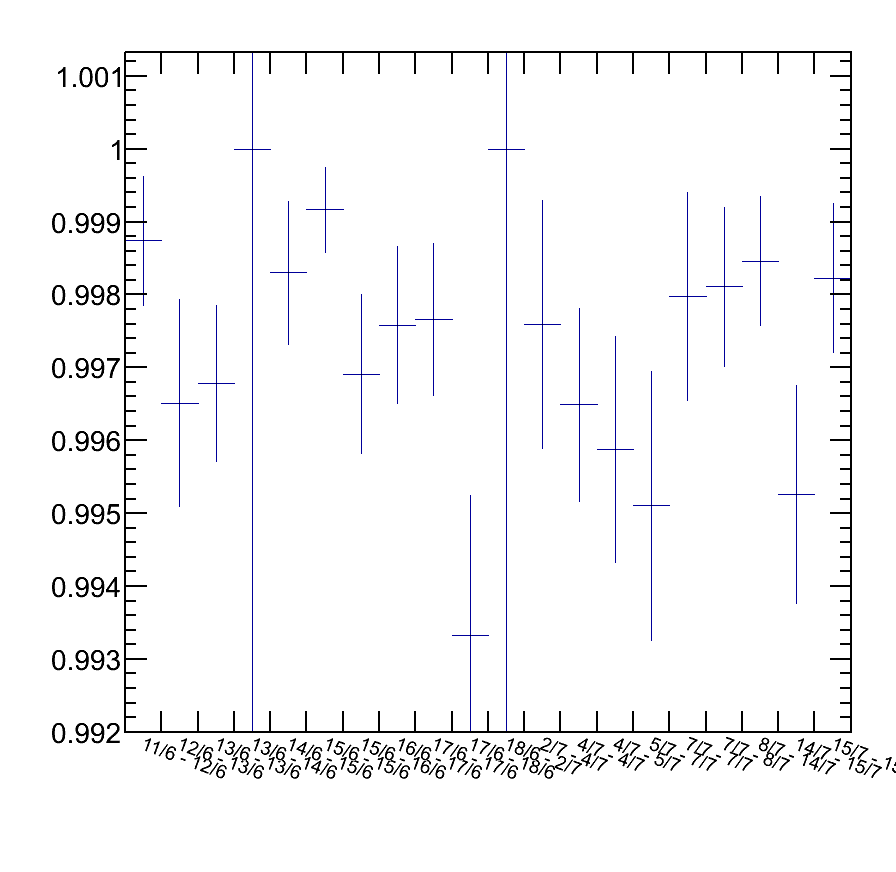 1.001
1
0.999
0.998
0.997
0.996
0.995
0.994
0.993
0.992
11/6 - 12/6
12/6 - 13/6
13/6 - 13/6
13/6 - 14/6
14/6 - 15/6
15/6 - 15/6
15/6 - 16/6
16/6 - 17/6
17/6 - 17/6
17/6 - 18/6
18/6 - 2/7
2/7 - 4/7
4/7 - 4/7
4/7 - 5/7
5/7 - 7/7
7/7 - 7/7
7/7 - 8/7
8/7 - 14/7
14/7 - 15/7
15/7 - 15